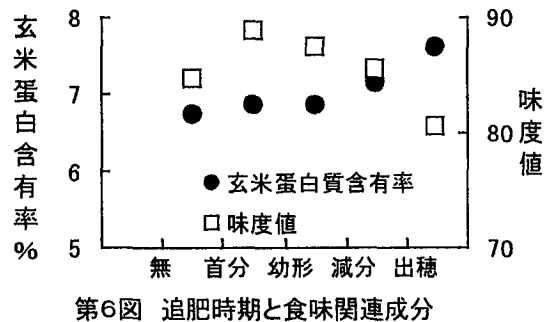 玄米蛋白含有率%
8
7
6
5
90
80
70
味度値
●玄米蛋白質含有率
□味度値
無 首分 幼形 減分 出穂
第6図 追肥時期と食味関連成分